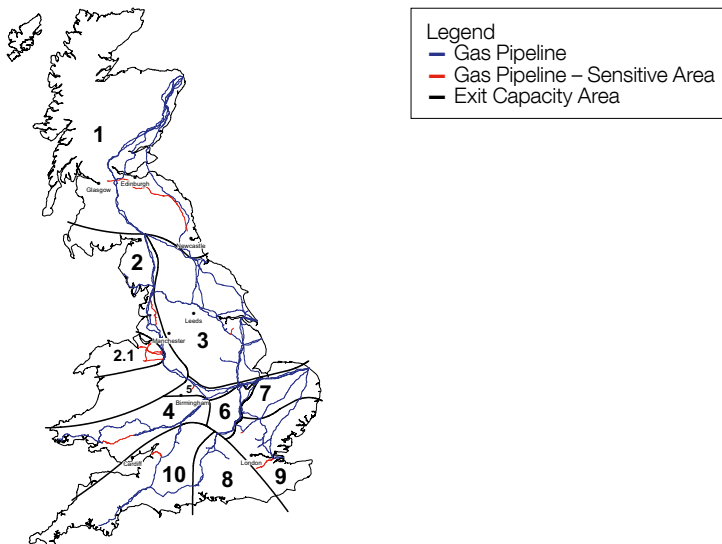 Legend
Gas Pipeline
Gas Pipeline – Sensitive Area
Exit Capacity Area
1
Glasgow
Edinburgh
Newcastle
2
Leeds
Manchester
3
2.1
5
7
Birmingham
4
6
Cardiff
London
10
8
9